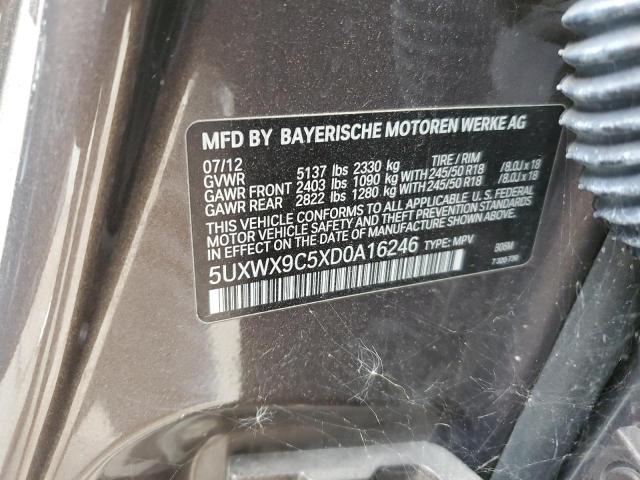 MFD BY BAYERISCHE MOTOREN WERKE AG
07/12 TIRE / RIM
GVWR 5137 lbs 2330 kg
GAWR FRONT 2403 lbs 1090 kg WITH 245/50 R18 /8.0J x 18
GAWR REAR 2822 lbs 1280 kg WITH 245/50 R18 /8.0J x 18
THIS VEHICLE CONFORMS TO ALL APPLICABLE U.S. FEDERAL
MOTOR VEHICLE SAFETY AND THEFT PREVENTION STANDARDS
IN EFFECT ON THE DATE OF MANUFACTURE SHOWN ABOVE.
5UXWX9C5XD0A16246 TYPE: MPV